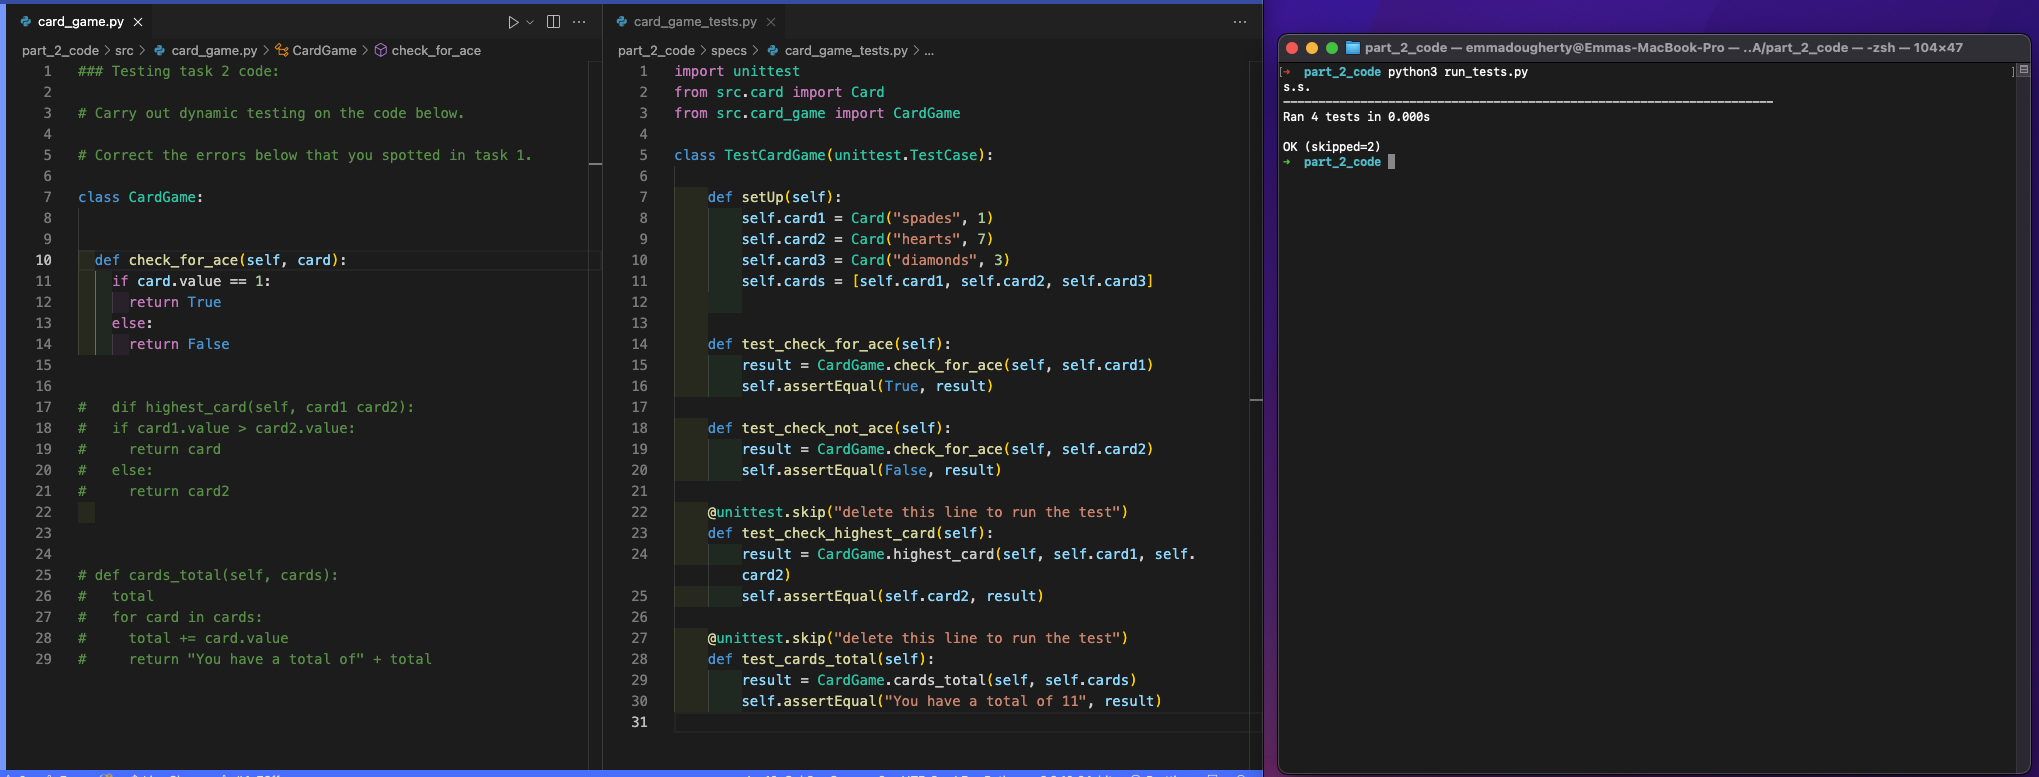 card_game.py
part_2_code > src > card_game.py > CardGame > check_for_ace
1 ### Testing task 2 code:
2
3 # Carry out dynamic testing on the code below.
4
5 # Correct the errors below that you spotted in task 1.
6
7 class CardGame:
8
9
10 def check_for_ace(self, card):
11 if card.value == 1:
12 return True
13 else:
14 return False
15
16
17 # dif highest_card(self, card1 card2):
18 # if card1.value > card2.value:
19 # return card
20 # else:
21 # return card2
22
23
24
25 # def cards_total(self, cards):
26 # total
27 # for card in cards:
28 # total += card.value
29 # return "You have a total of" + total
card_game_tests.py
part_2_code > specs > card_game_tests.py > ...
1 import unittest
2 from src.card import Card
3 from src.card_game import CardGame
4
5 class TestCardGame(unittest.TestCase):
6
7 def setUp(self):
8 self.card1 = Card("spades", 1)
9 self.card2 = Card("hearts", 7)
10 self.card3 = Card("diamonds", 3)
11 self.cards = [self.card1, self.card2, self.card3]
12
13
14 def test_check_for_ace(self):
15 result = CardGame.check_for_ace(self, self.card1)
16 self.assertEqual(True, result)
17
18 def test_check_not_ace(self):
19 result = CardGame.check_for_ace(self, self.card2)
20 self.assertEqual(False, result)
21
22 @unittest.skip("delete this line to run the test")
23 def test_check_highest_card(self):
24 result = CardGame.highest_card(self, self.card1, self.
card2)
25 self.assertEqual(self.card2, result)
26
27 @unittest.skip("delete this line to run the test")
28 def test_cards_total(self):
29 result = CardGame.cards_total(self, self.cards)
30 self.assertEqual("You have a total of 11", result)
31
part_2_code — emmadougherty@Emmas-MacBook-Pro — ..A/part_2_code — -zsh — 104×47
[→ part_2_code python3 run_tests.py ]
s.s.
----------------------------------------------------------------------
Ran 4 tests in 0.000s
OK (skipped=2)
→ part_2_code